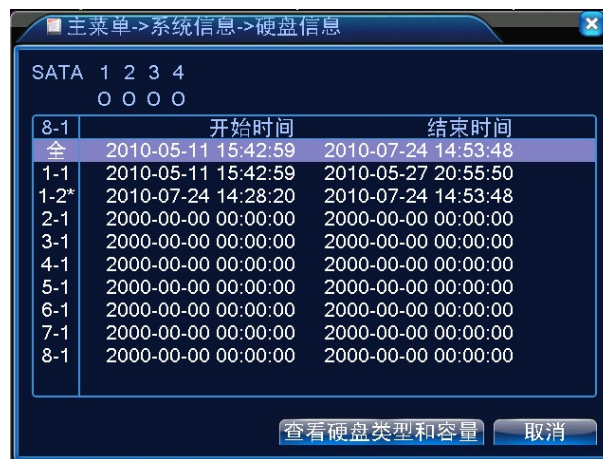 主菜单->系统信息->硬盘信息
SATA 1 2 3 4
O O O O
8-1 开始时间 结束时间
全 2010-05-11 15:42:59 2010-07-24 14:53:48
1-1 2010-05-11 15:42:59 2010-05-27 20:55:50
1-2* 2010-07-24 14:28:20 2010-07-24 14:53:48
2-1 2000-00-00 00:00:00 2000-00-00 00:00:00
3-1 2000-00-00 00:00:00 2000-00-00 00:00:00
4-1 2000-00-00 00:00:00 2000-00-00 00:00:00
5-1 2000-00-00 00:00:00 2000-00-00 00:00:00
6-1 2000-00-00 00:00:00 2000-00-00 00:00:00
7-1 2000-00-00 00:00:00 2000-00-00 00:00:00
8-1 2000-00-00 00:00:00 2000-00-00 00:00:00
查看硬盘类型和容量 取消